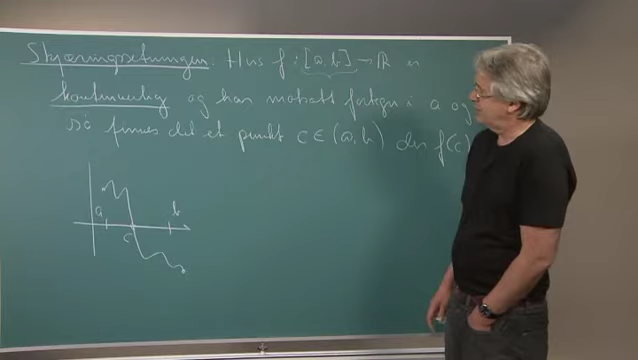 Skjæringssetningen: Hvis f: [a,b] → ℝ er
kontinuerlig og har motsatt fortegn i a og
så finnes det et punkt c ∈ (a,b) der f(c)
a
b
c